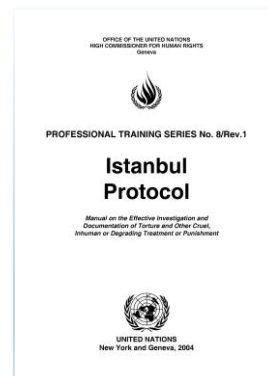 OFFICE OF THE UNITED NATIONS
HIGH COMMISSIONER FOR HUMAN RIGHTS
Geneva
PROFESSIONAL TRAINING SERIES No. 8/Rev.1
Istanbul
Protocol
Manual on the Effective Investigation and
Documentation of Torture and Other Cruel,
Inhuman or Degrading Treatment or Punishment
UNITED NATIONS
New York and Geneva, 2004